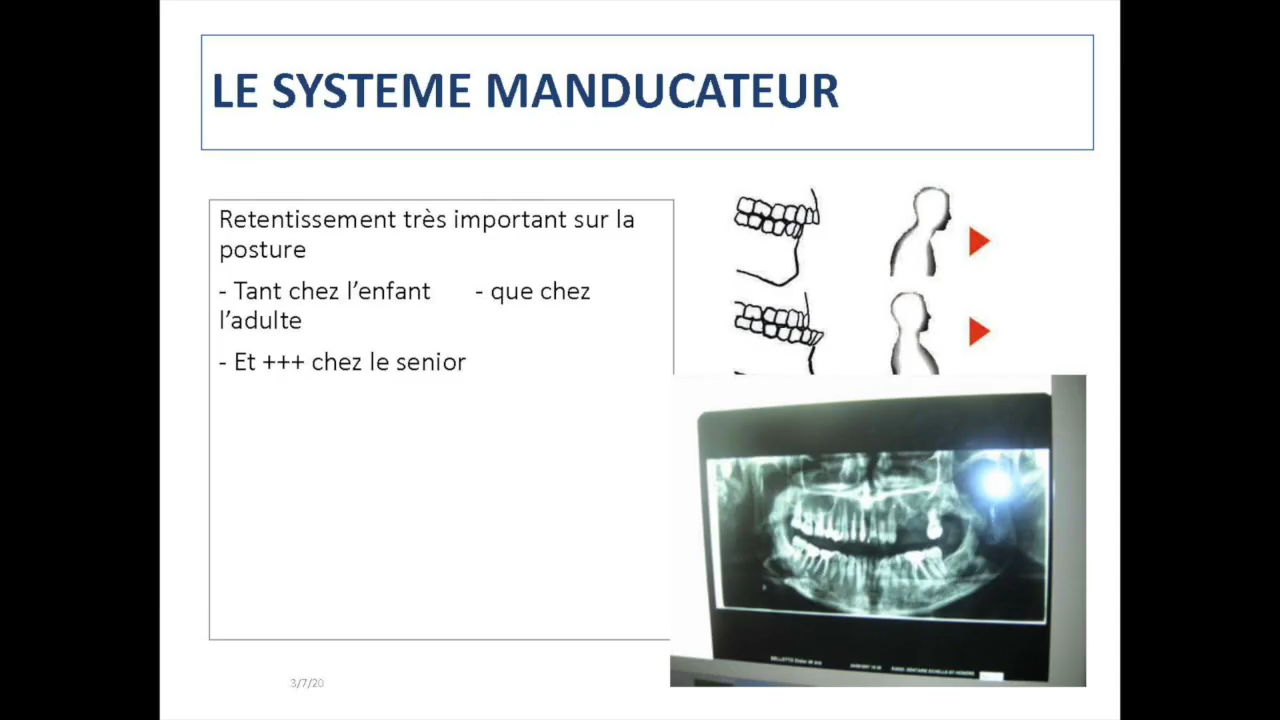 LE SYSTEME MANDUCATEUR
Retentissement très important sur la
posture
- Tant chez l’enfant - que chez
l’adulte
- Et +++ chez le senior
3/7/20